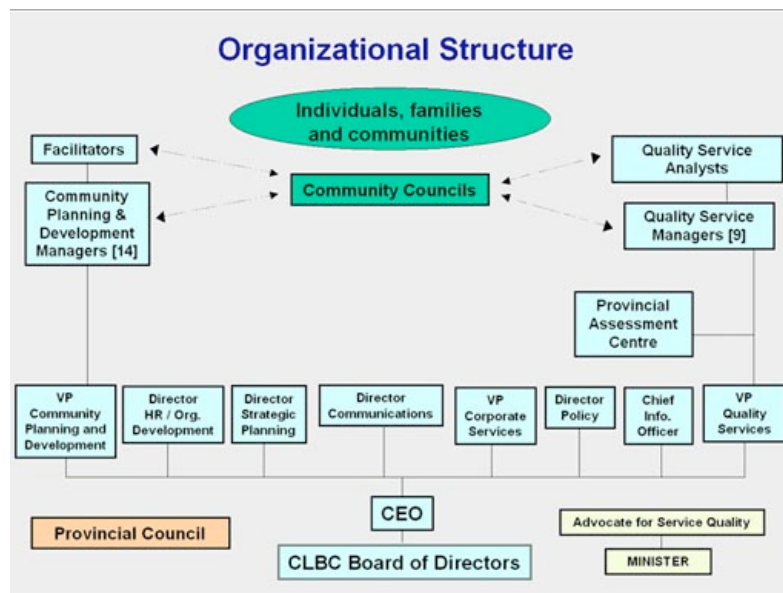 Organizational Structure
Individuals, families
and communities
Facilitators
Community
Planning &
Development
Managers [14]
Community Councils
Quality Service
Analysts
Quality Service
Managers [9]
Provincial
Assessment
Centre
VP
Community
Planning and
Development
Director
HR / Org.
Development
Director
Strategic
Planning
Director
Communications
VP
Corporate
Services
Director
Policy
Chief
Info.
Officer
VP
Quality
Services
CEO
Provincial Council
CLBC Board of Directors
Advocate for Service Quality
MINISTER